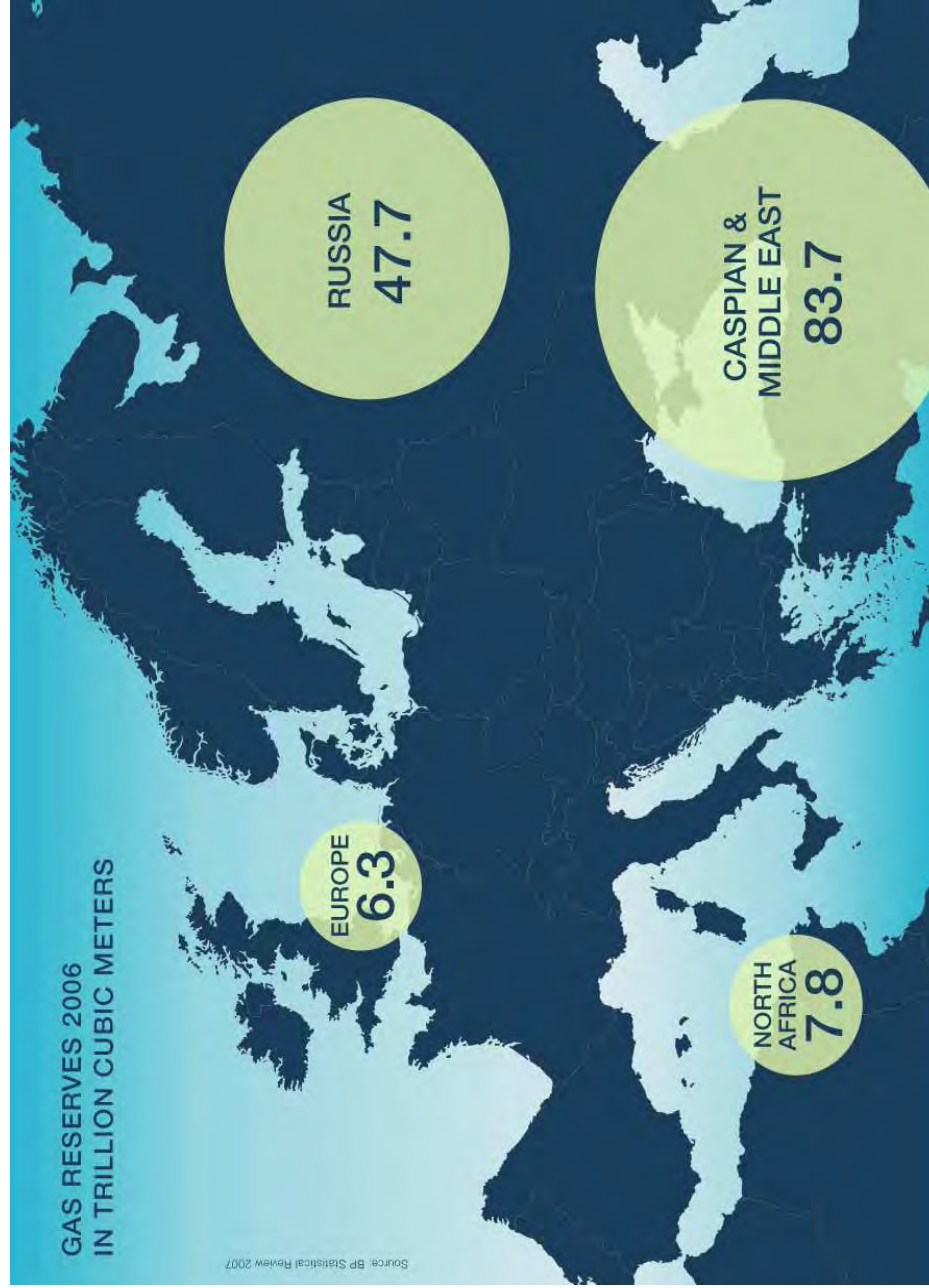 GAS RESERVES 2006
IN TRILLION CUBIC METERS
EUROPE
6.3
RUSSIA
47.7
NORTH
AFRICA
7.8
CASPIAN &
MIDDLE EAST
83.7
Source: BP Statistical Review 2007